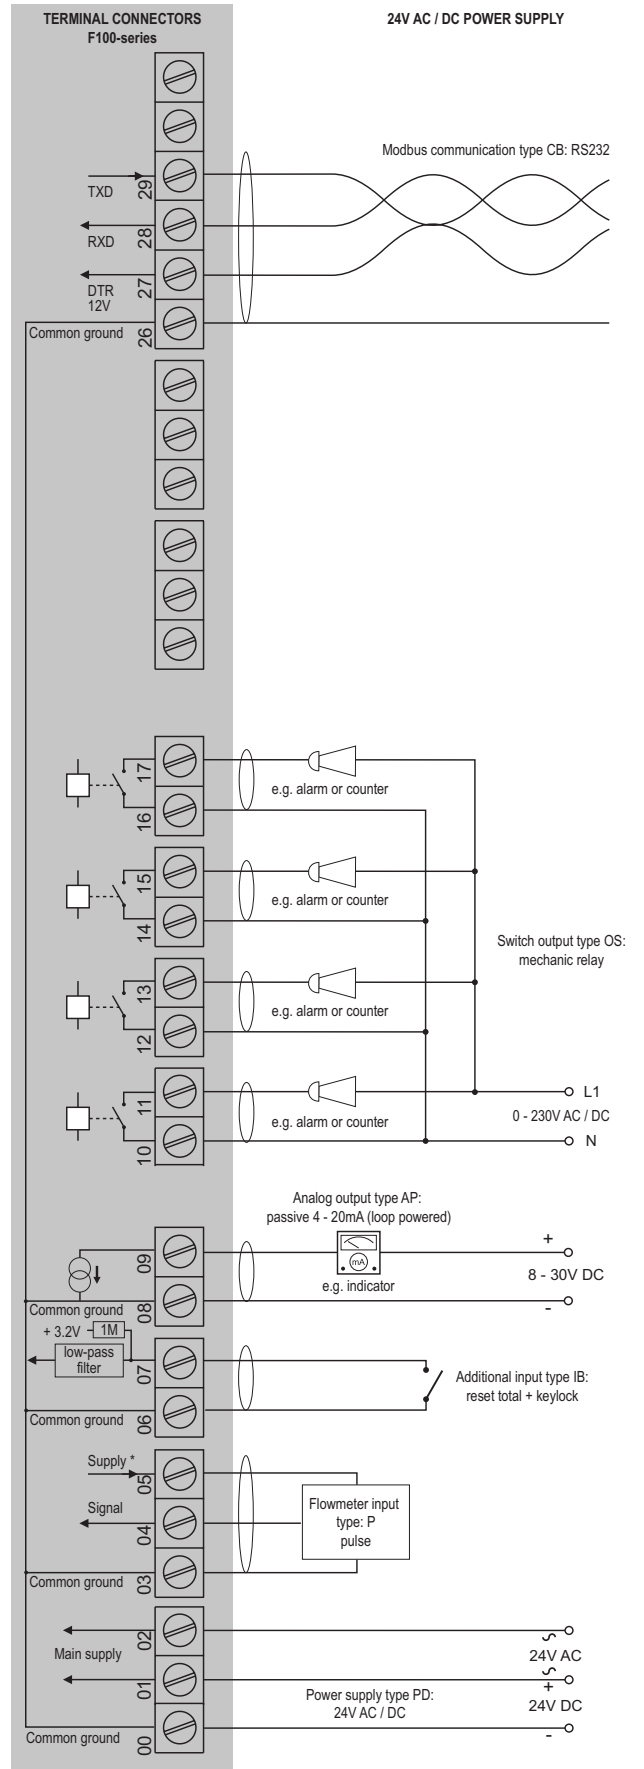 TERMINAL CONNECTORS
F100-series
24V AC / DC POWER SUPPLY
Modbus communication type CB: RS232
TXD
29
RXD
28
DTR
12V
27
Common ground
26
17
e.g. alarm or counter
16
15
e.g. alarm or counter
14
Switch output type OS:
mechanic relay
13
e.g. alarm or counter
12
11
L1
0 - 230V AC / DC
e.g. alarm or counter
10
N
Analog output type AP:
passive 4 - 20mA (loop powered)
09
mA
+
8 - 30V DC
e.g. indicator
Common ground
08
-
+ 3.2V
1M
low-pass
filter
07
Additional input type IB:
reset total + keylock
Common ground
06
Supply *
05
Signal
04
Flowmeter input
type: P
pulse
Common ground
03
02
Main supply
24V AC
01
+
Power supply type PD:
24V AC / DC
24V DC
Common ground
00
-